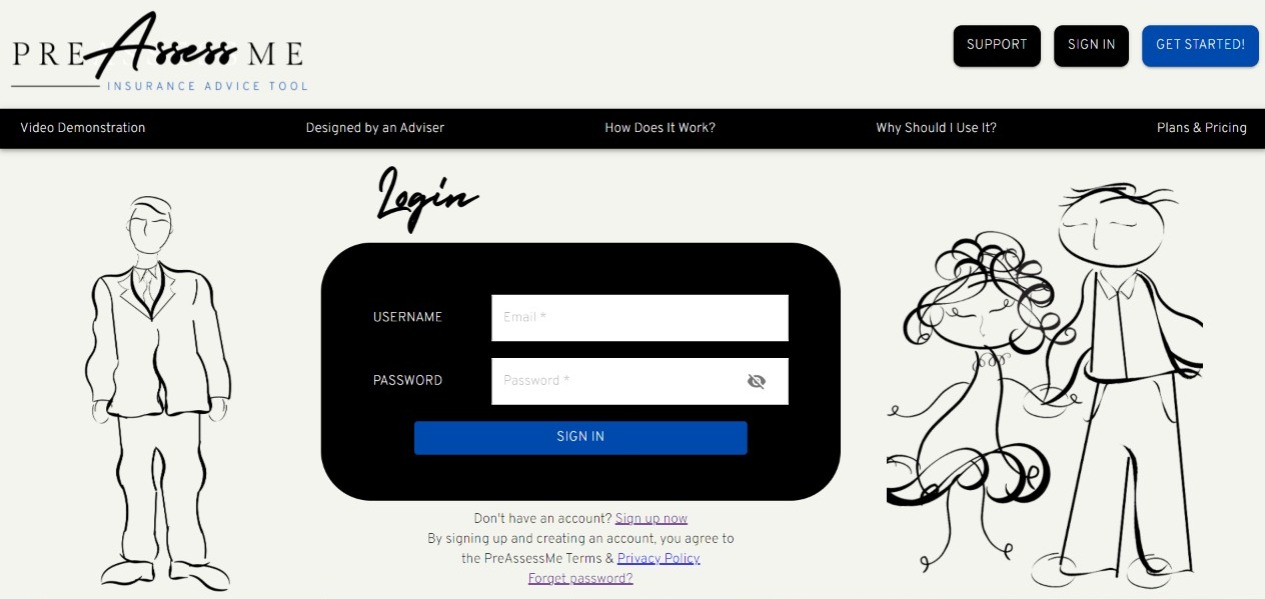 PRE Assess ME
INSURANCE ADVICE TOOL
SUPPORT
SIGN IN
GET STARTED!
Video Demonstration
Designed by an Adviser
How Does It Work?
Why Should I Use It?
Plans & Pricing
Login
USERNAME
Email *
PASSWORD
Password *
SIGN IN
Don't have an account? Sign up now
By signing up and creating an account, you agree to
the PreAssessMe Terms & Privacy Policy
Forget password?